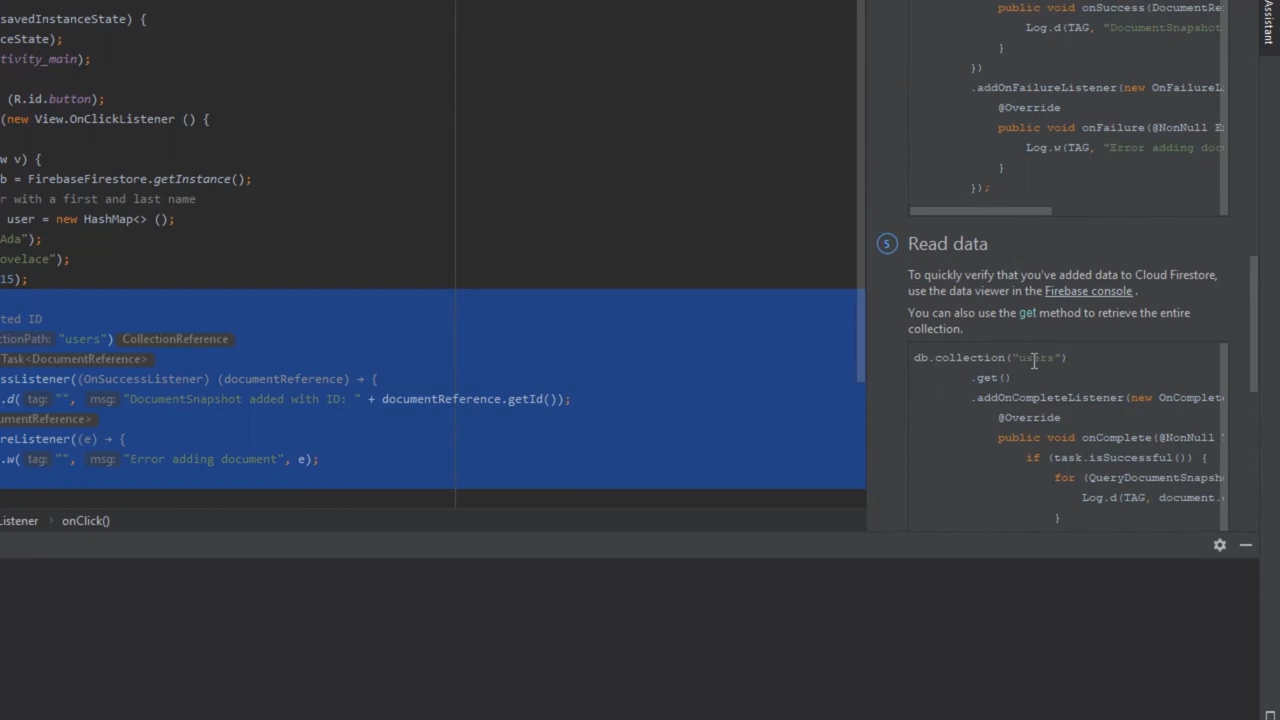 savedInstanceState) {
ceState);
tivity_main);
(R.id.button);
(new View.OnClickListener () {
w v) {
b = FirebaseFirestore.getInstance();
r with a first and last name
user = new HashMap<> ();
Ada");
ovelace");
15);
ted ID
ctionPath: "users") CollectionReference
Task<DocumentReference>
ssListener((OnSuccessListener) (documentReference) → {
.d( tag: "", msg: "DocumentSnapshot added with ID: " + documentReference.getId());
umentReference>
reListener((e) → {
.w( tag: "", msg: "Error adding document", e);
istener › onClick()
public void onSuccess(DocumentRe
Log.d(TAG, "DocumentSnapshot
}
})
.addOnFailureListener(new OnFailureL
@Override
public void onFailure(@NonNull Ex
Log.w(TAG, "Error adding doc
}
});
5 Read data
To quickly verify that you've added data to Cloud Firestore,
use the data viewer in the Firebase console .
You can also use the get method to retrieve the entire
collection.
db.collection("users")
.get()
.addOnCompleteListener(new OnComplete
@Override
public void onComplete(@NonNull
if (task.isSuccessful()) {
for (QueryDocumentSnapsh
Log.d(TAG, document.
}
Assistant